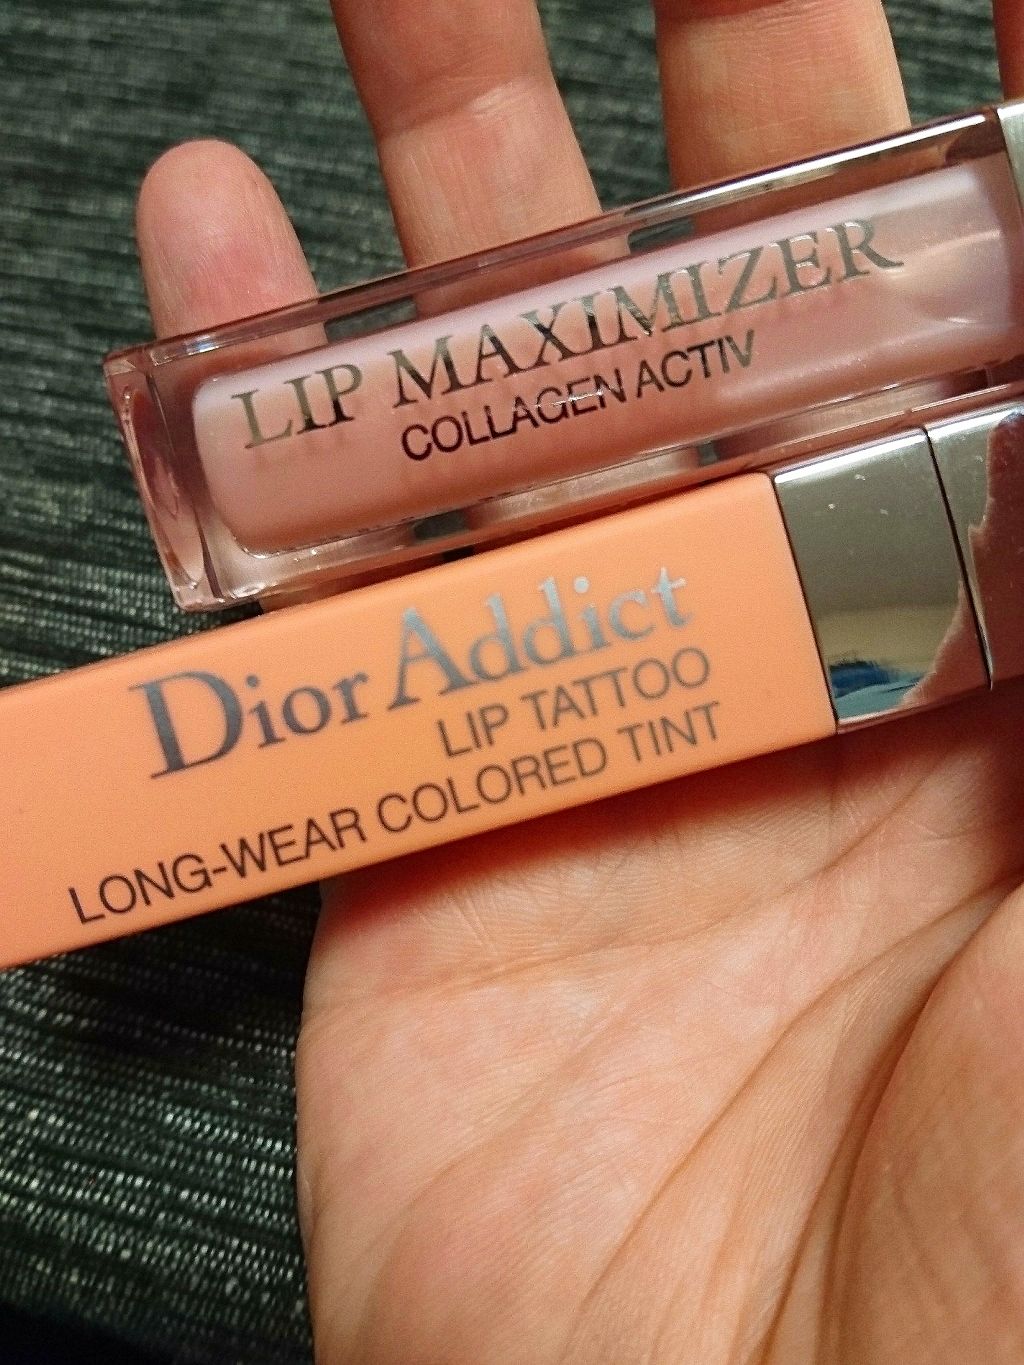 LIP MAXIMIZER
COLLAGEN ACTIV
Dior Addict
LIP TATTOO
LONG-WEAR COLORED TINT